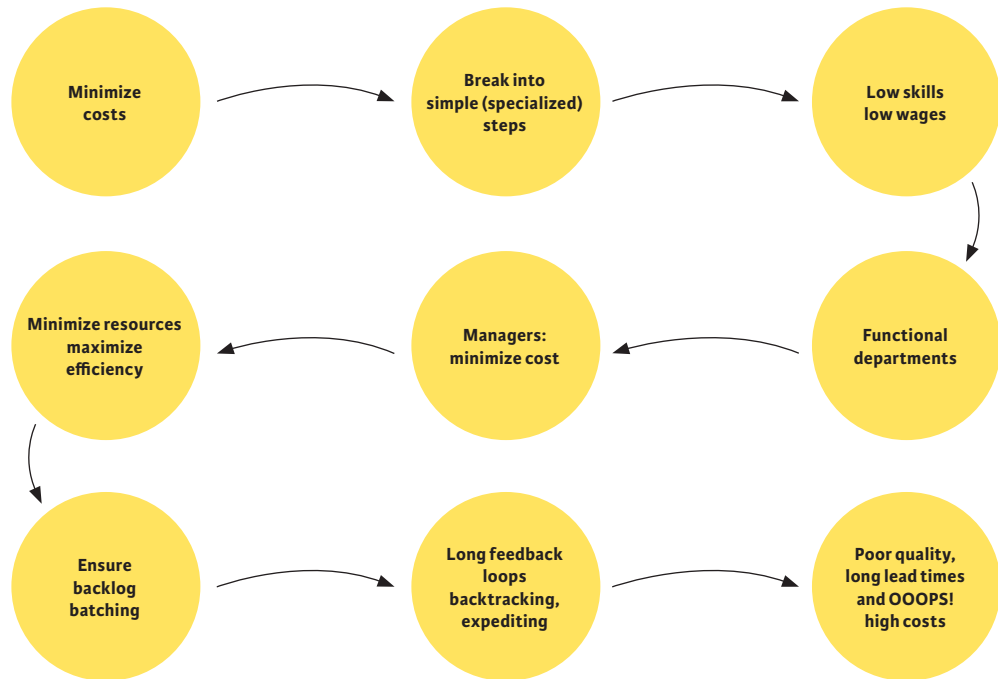 Minimize
costs
Break into
simple (specialized)
steps
Low skills
low wages
Functional
departments
Managers:
minimize cost
Minimize resources
maximize
efficiency
Ensure
backlog
batching
Long feedback
loops
backtracking,
expediting
Poor quality,
long lead times
and OOOPS!
high costs